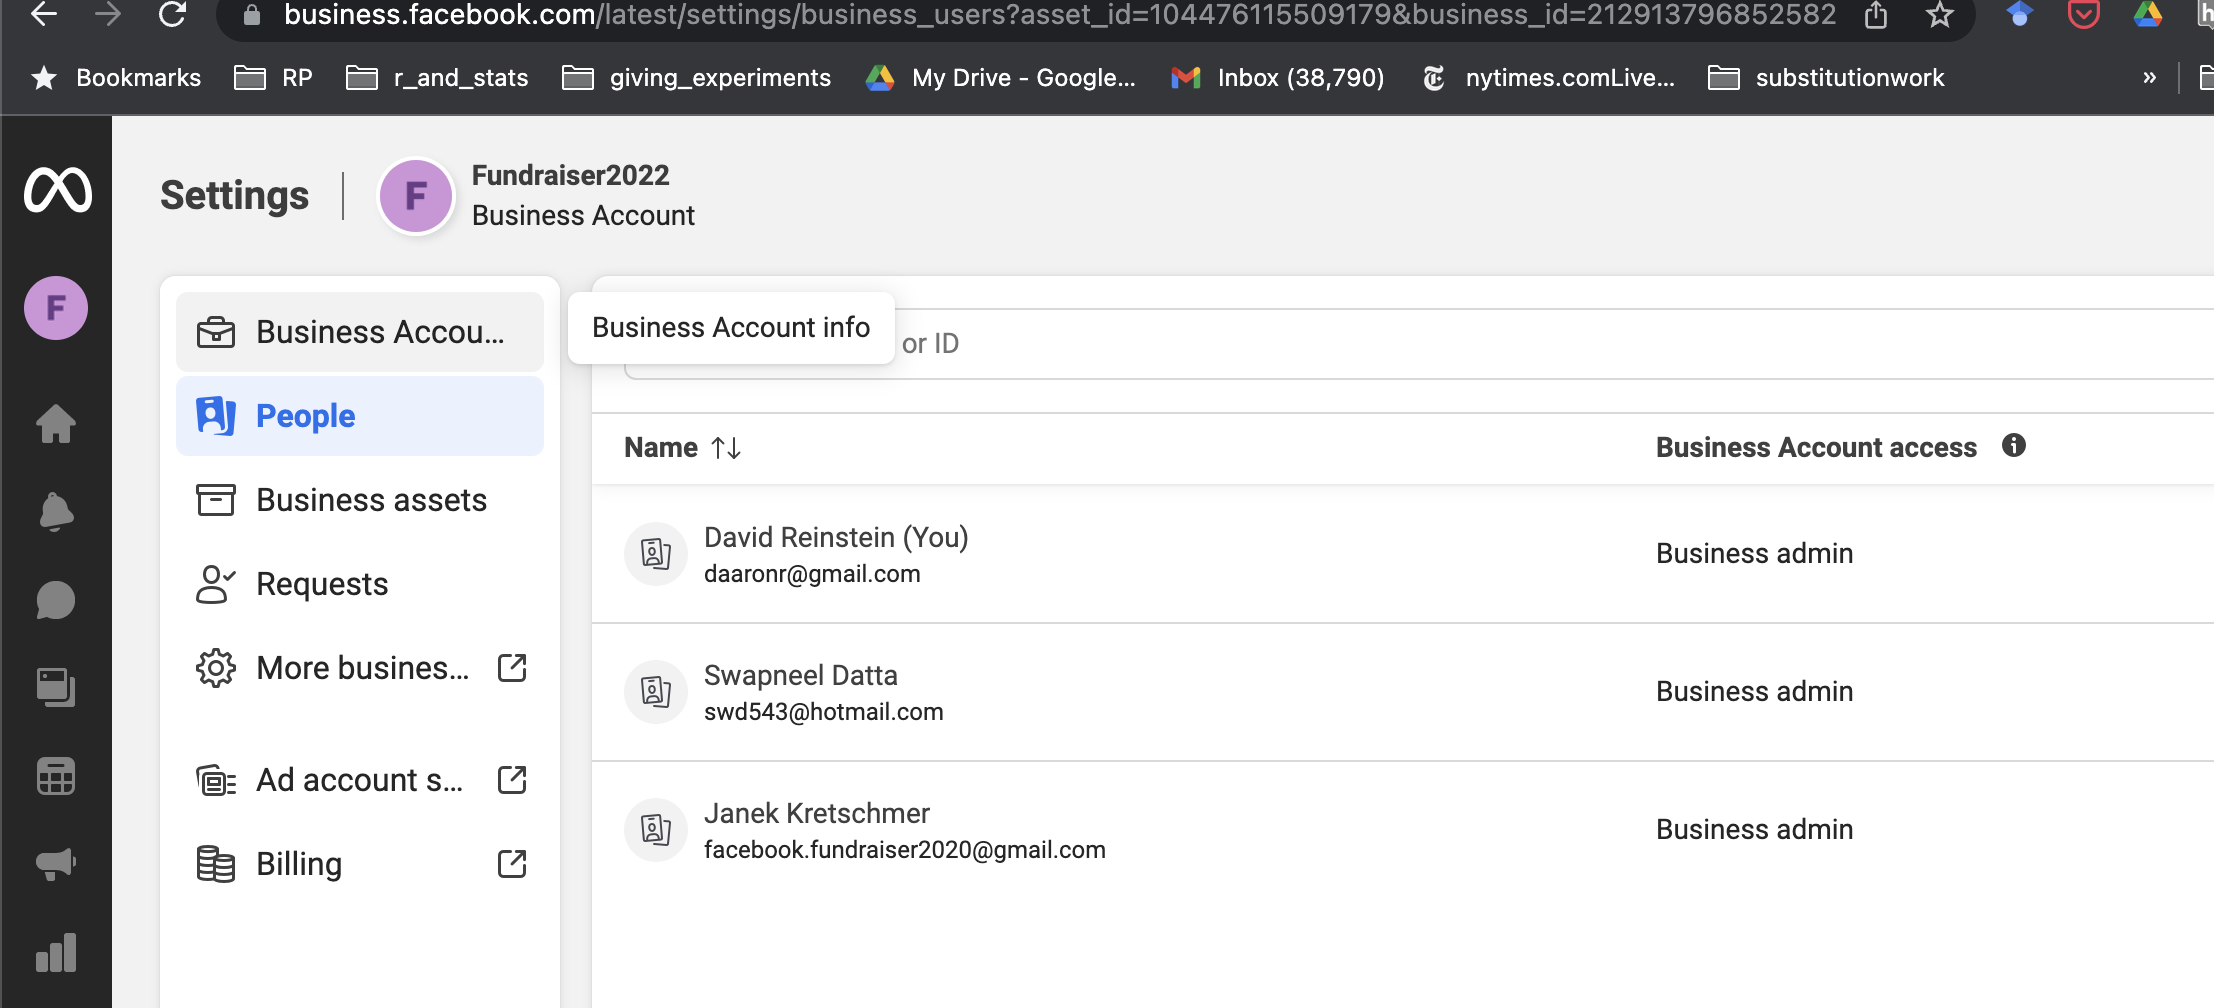 business.facebook.com/latest/settings/business_users?asset_id=104476115509179&business_id=212913796852582
Bookmarks RP r_and_stats giving_experiments My Drive - Google... Inbox (38,790) nytimes.comLive... substitutionwork »
Settings
F
Fundraiser2022
Business Account
F
Business Accou...
Business Account info
or ID
People
Business assets
Requests
More busines...
Ad account s...
Billing
Name Business Account access
David Reinstein (You)
daaronr@gmail.com
Business admin
Swapneel Datta
swd543@hotmail.com
Business admin
Janek Kretschmer
facebook.fundraiser2020@gmail.com
Business admin